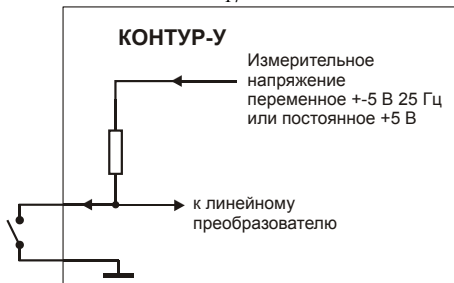 КОНТУР-У
Измерительное
напряжение
переменное +-5 В 25 Гц
или постоянное +5 В
к линейному
преобразователю